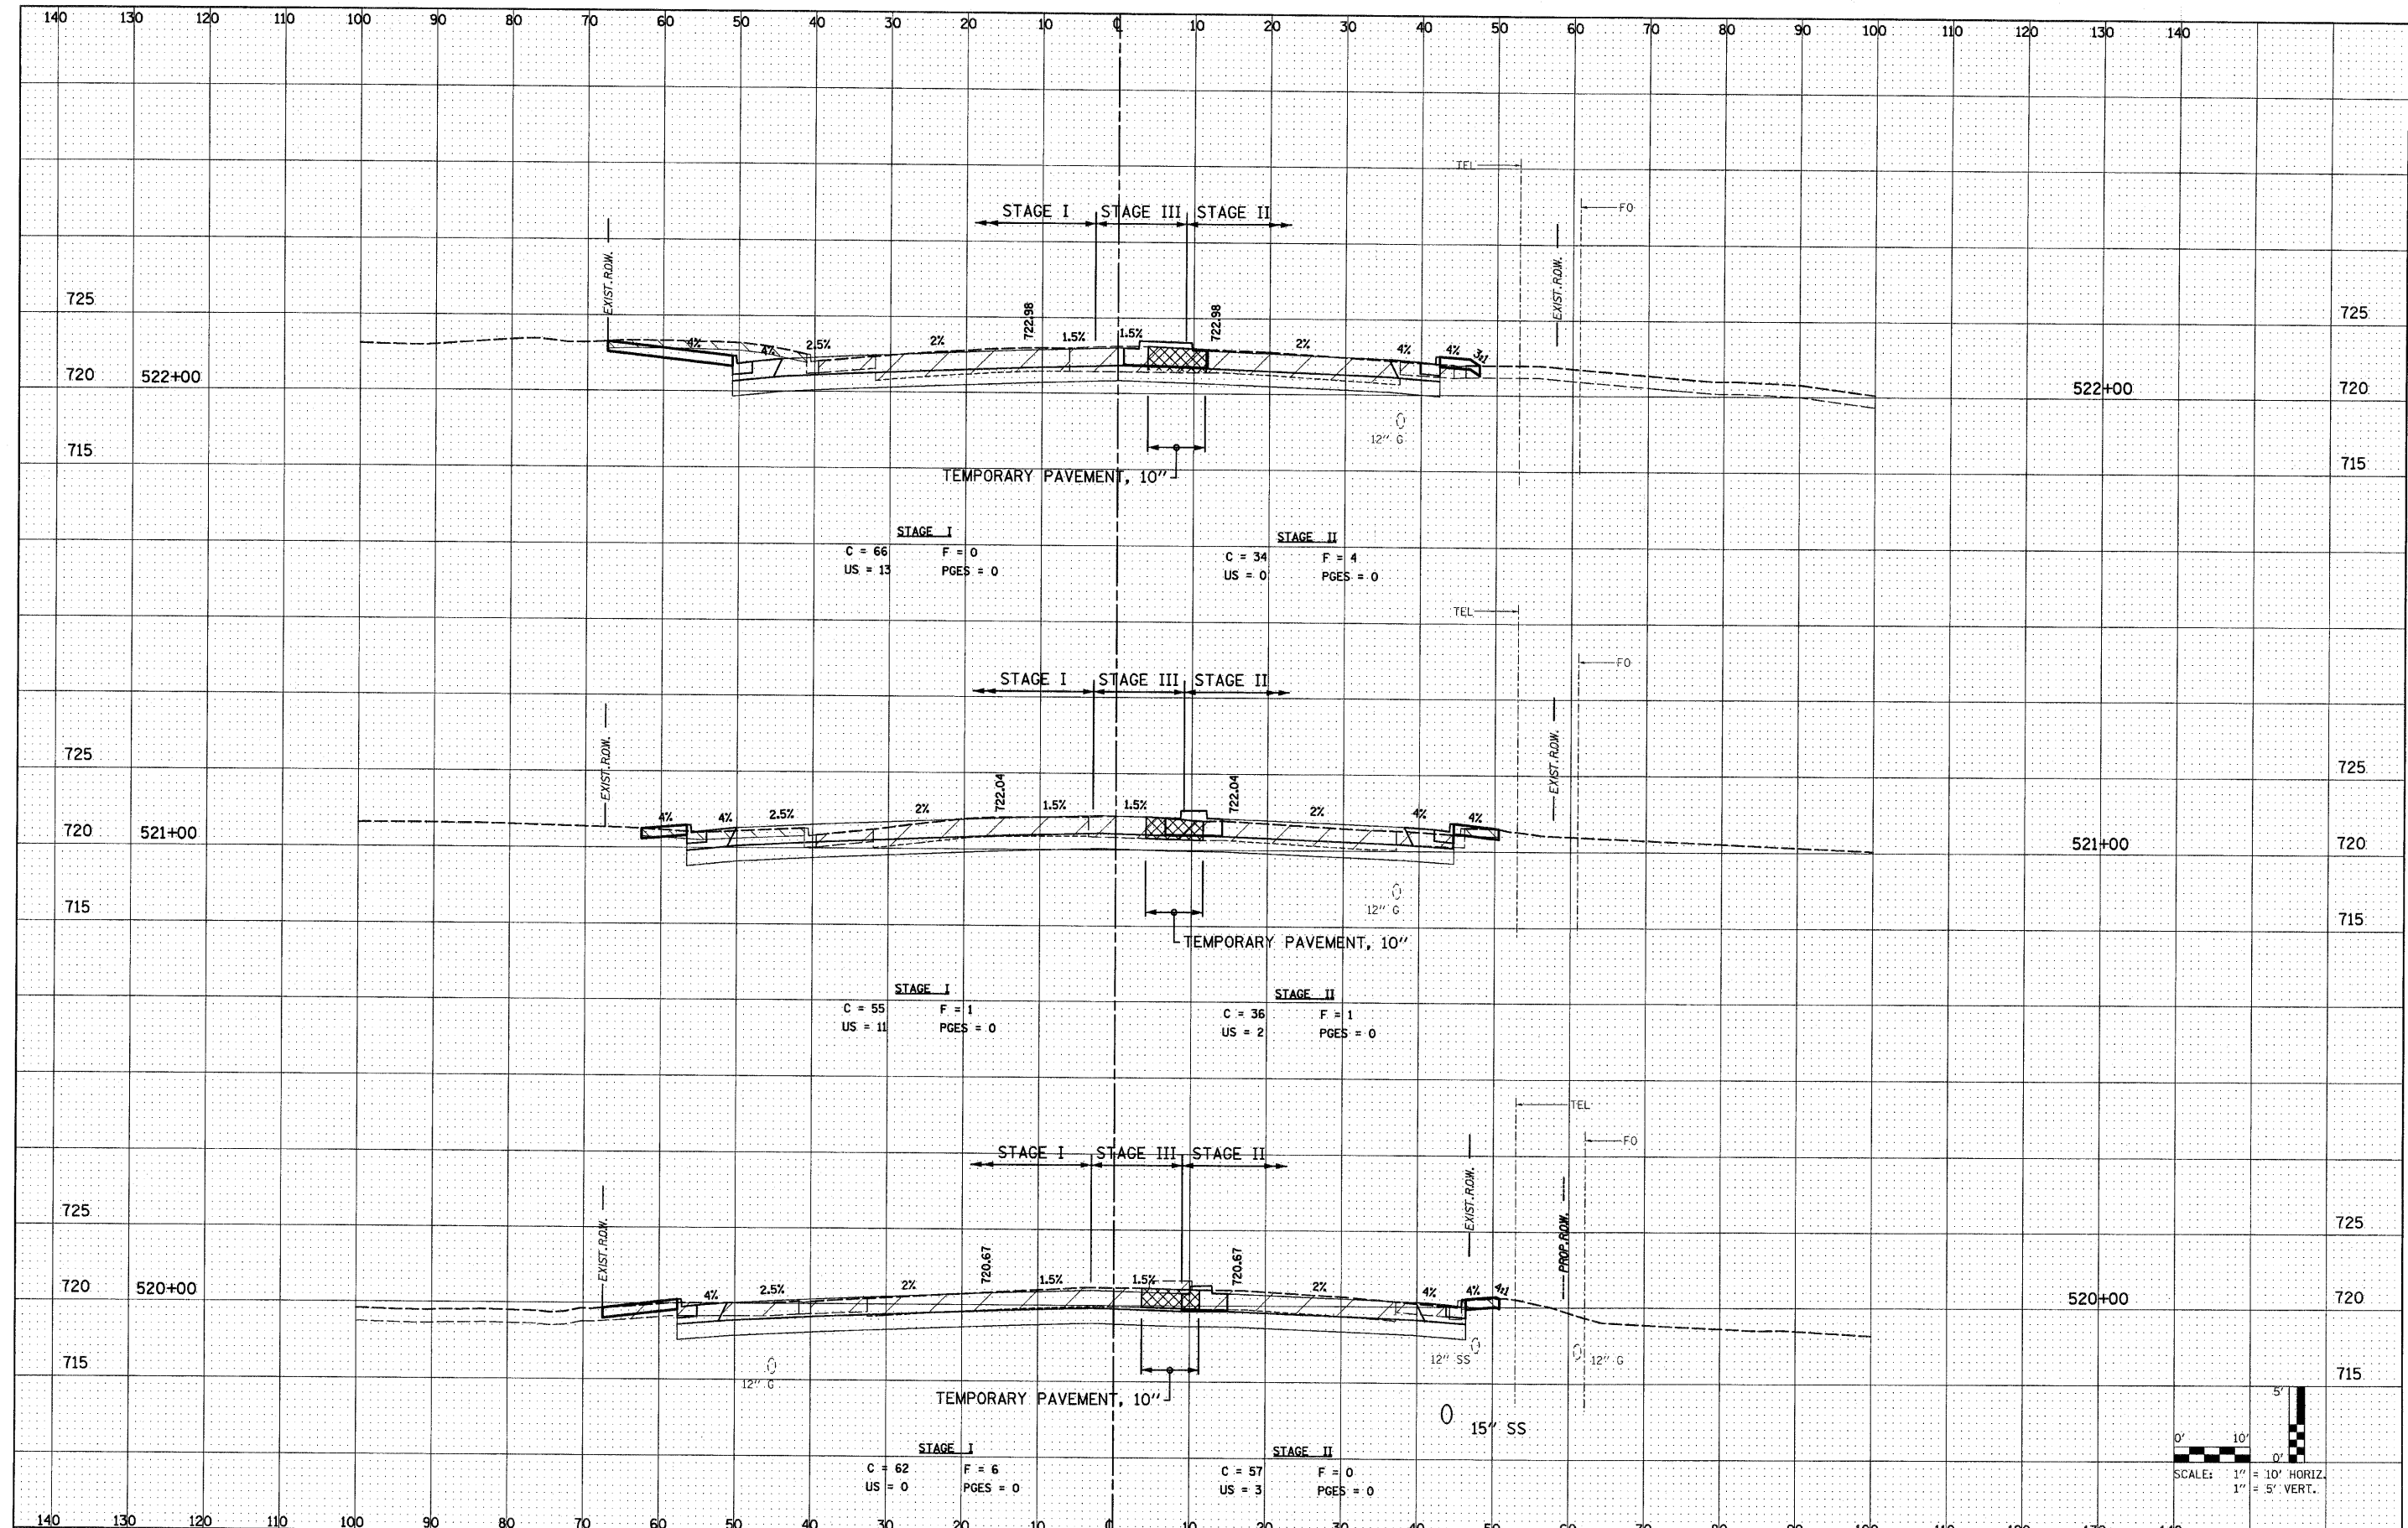 140 130 120 110 100 90 80 70 60 50 40 30 20 10 ℄ 10 20 30 40 50 60 70 80 90 100 110 120 130 140
TEL
FO
STAGE I STAGE III STAGE II
EXIST. R.O.W. EXIST. R.O.W.
725 722.98 722.98 725
4% 4% 2.5% 2% 1.5% 1.5% 2% 4% 4% 3:1
720 522+00 522+00 720
12" G
715 715
TEMPORARY PAVEMENT, 10"
STAGE I STAGE II
C = 66 F = 0 C = 34 F = 4
US = 13 PGES = 0 US = 0 PGES = 0
TEL
FO
STAGE I STAGE III STAGE II
EXIST. R.O.W. EXIST. R.O.W.
725 722.04 722.04 725
4% 4% 2.5% 2% 1.5% 1.5% 2% 4% 4%
720 521+00 521+00 720
12" G
715 715
TEMPORARY PAVEMENT, 10"
STAGE I STAGE II
C = 55 F = 1 C = 36 F = 1
US = 11 PGES = 0 US = 2 PGES = 0
TEL
FO
STAGE I STAGE III STAGE II
EXIST. R.O.W. EXIST. R.O.W. PROP. R.O.W.
725 720.67 720.67 725
4% 2.5% 2% 1.5% 1.5% 2% 4% 4% 4:1
720 520+00 520+00 720
12" SS 12" G
715 12" G 715
TEMPORARY PAVEMENT, 10"
15" SS
STAGE I STAGE II
C = 62 F = 6 C = 57 F = 0
US = 0 PGES = 0 US = 3 PGES = 0
5'
0' 10' 0'
SCALE: 1" = 10' HORIZ.
1" = 5' VERT.
140 130 120 110 100 90 80 70 60 50 40 30 20 10 ℄ 10 20 30 40 50 60 70 80 90 100 110 120 130 140